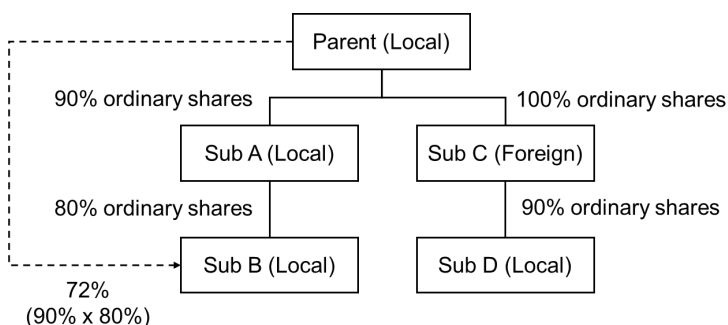 Parent (Local)
90% ordinary shares
100% ordinary shares
Sub A (Local)
Sub C (Foreign)
80% ordinary shares
90% ordinary shares
Sub B (Local)
Sub D (Local)
72%
(90% x 80%)